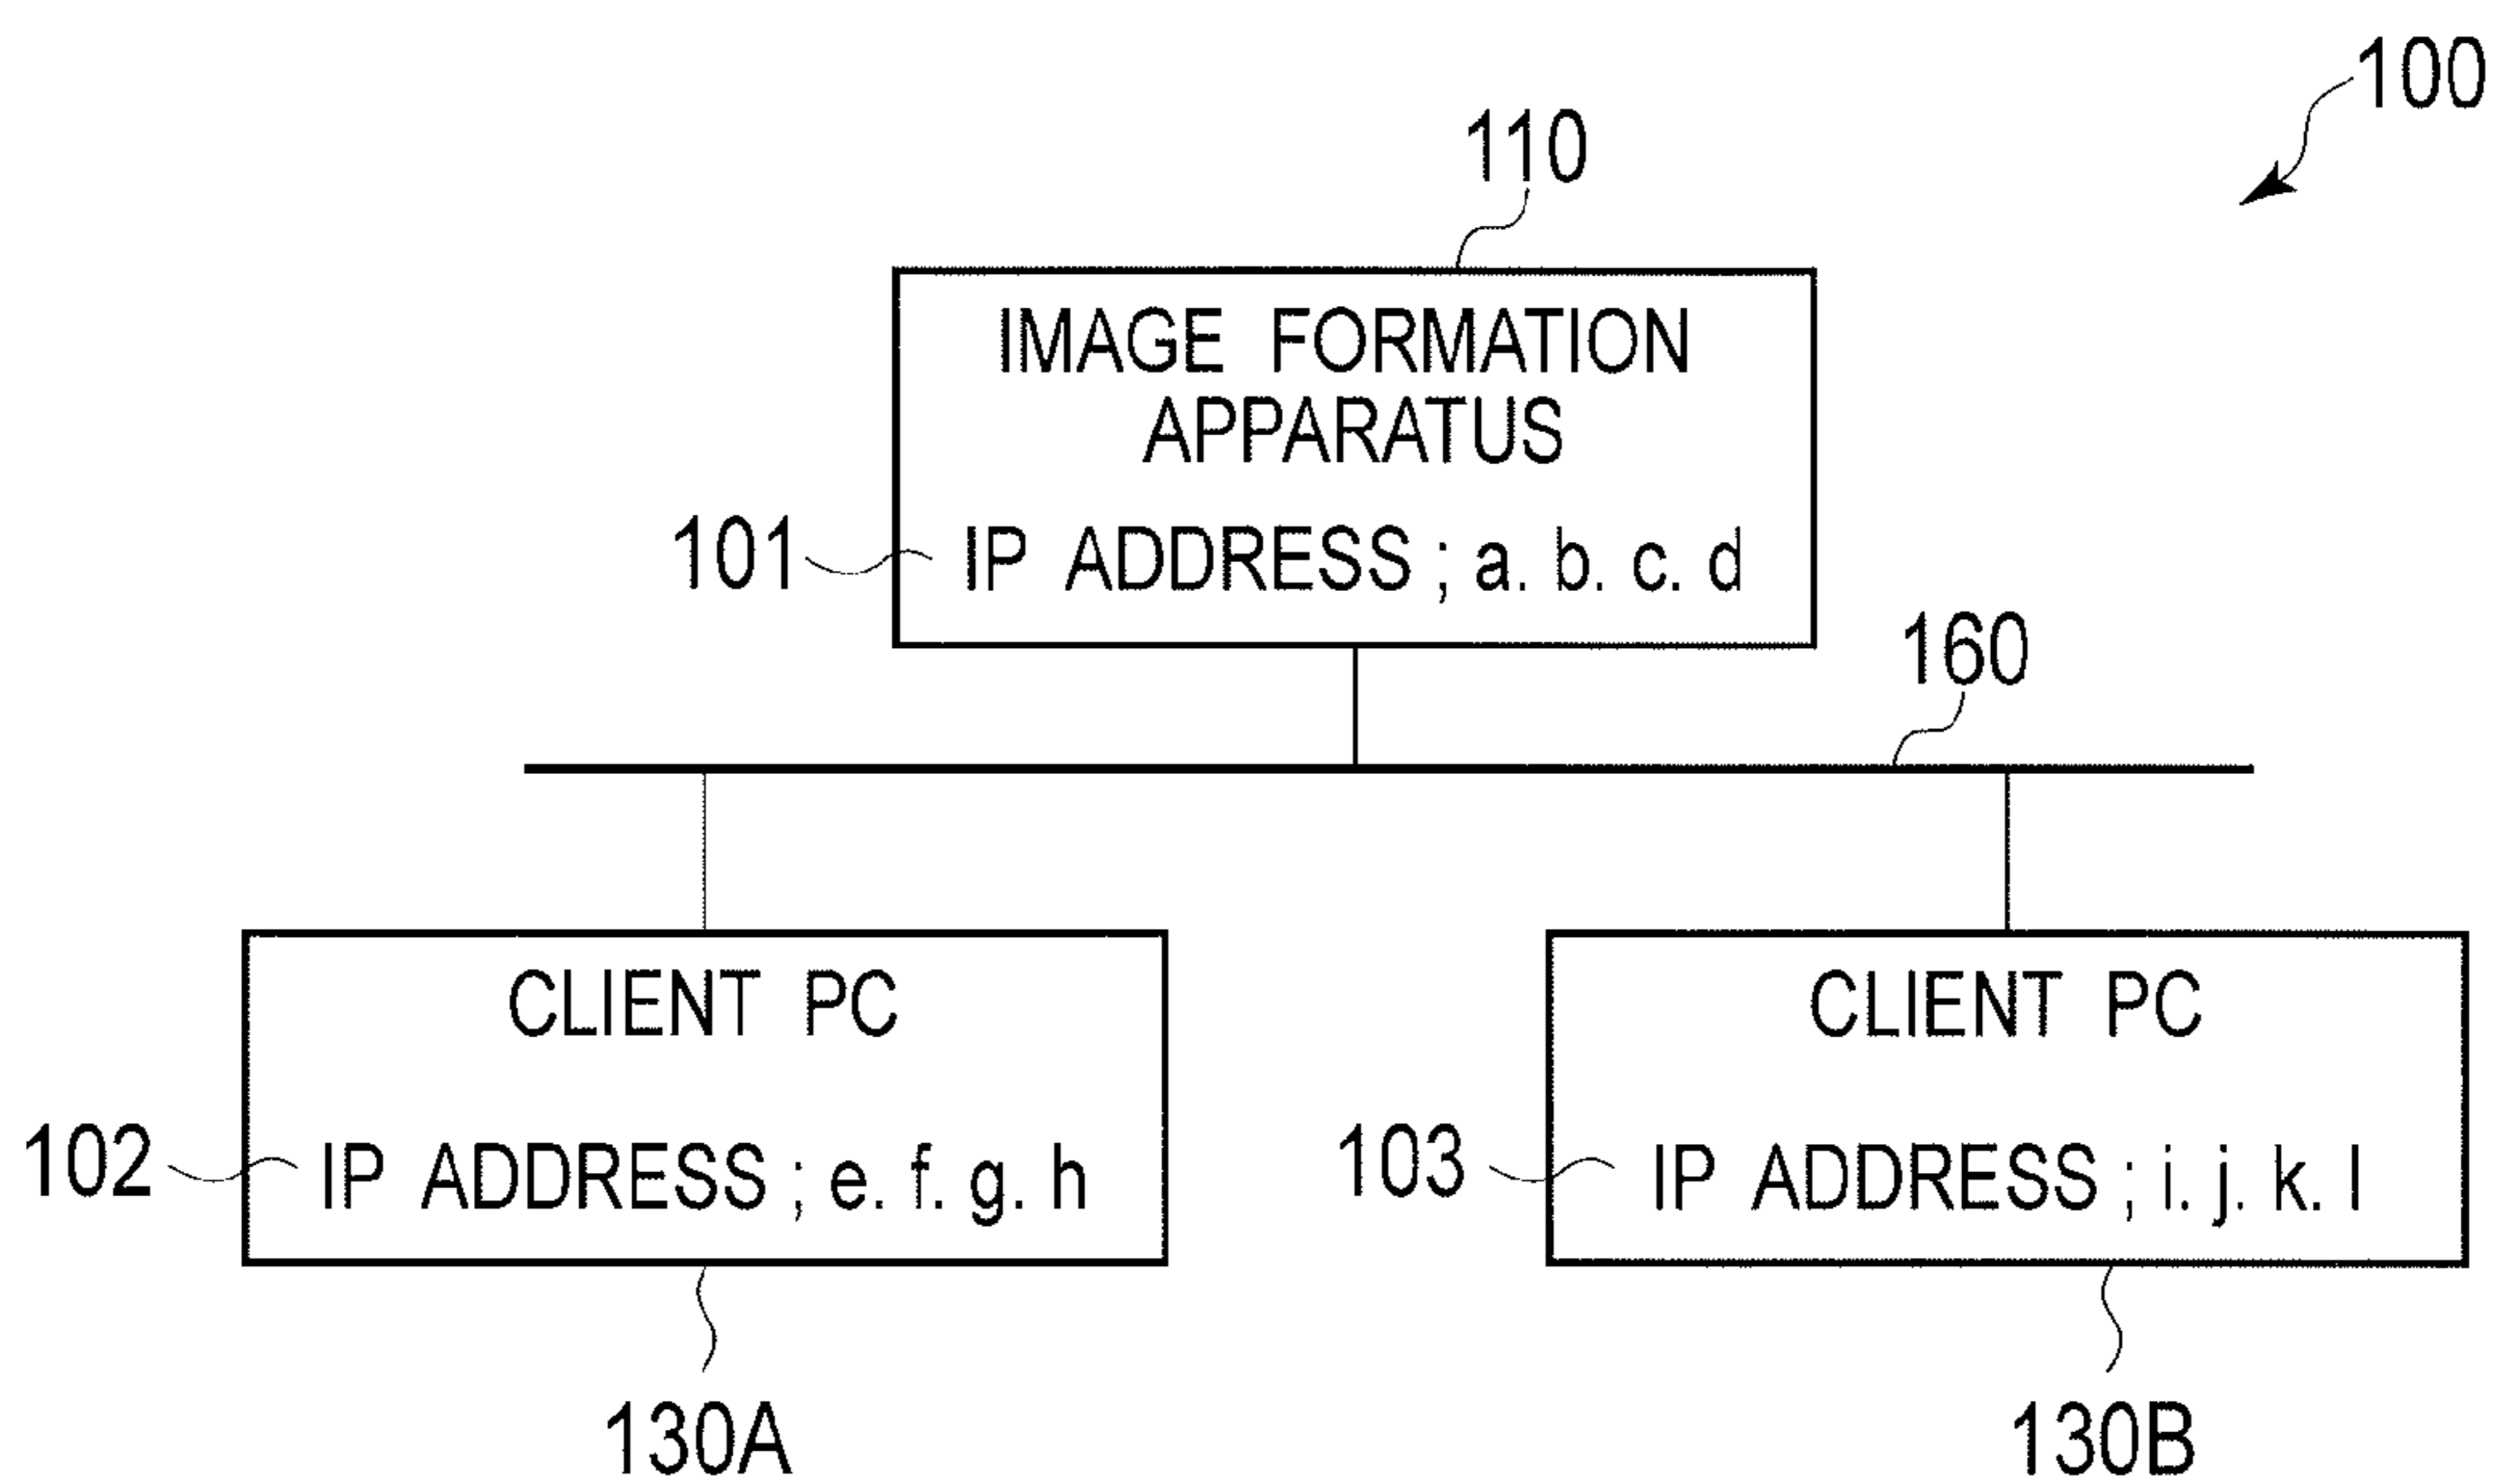 100
110
IMAGE FORMATION
APPARATUS
101
IP ADDRESS ; a. b. c. d
160
CLIENT PC
CLIENT PC
102
IP ADDRESS ; e. f. g. h
103
IP ADDRESS ; i. j. k. l
130A
130B